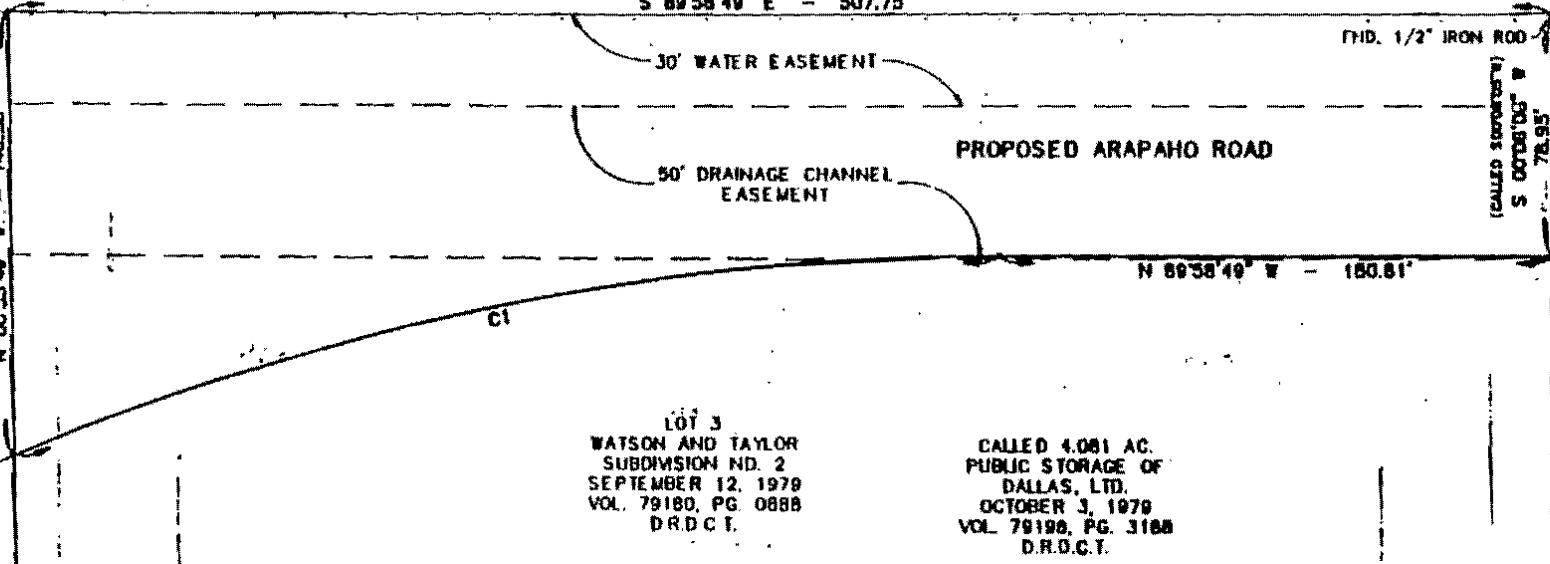 S 89°58'49" E - 507.75
FND. 1/2" IRON ROD
30' WATER EASEMENT
S 00°08'00"
78.95'
PROPOSED ARAPAHO ROAD
50' DRAINAGE CHANNEL
EASEMENT
N 89°58'49" W - 180.81'
C1
LOT 3
WATSON AND TAYLOR
SUBDIVISION NO. 2
SEPTEMBER 12, 1979
VOL. 79180, PG. 0888
D.R.D.C.T.
CALLED 4.081 AC.
PUBLIC STORAGE OF
DALLAS, LTD.
OCTOBER 3, 1979
VOL. 79198, PG. 3168
D.R.D.C.T.